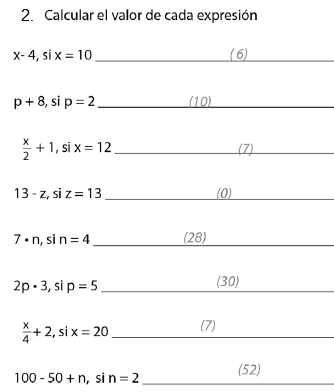 2. Calcular el valor de cada expresión
x- 4, si x = 10 (6)
p + 8, si p = 2 (10)
x/2 + 1, si x = 12 (7)
13 - z, si z = 13 (0)
7 • n, si n = 4 (28)
2p • 3, si p = 5 (30)
x/4 + 2, si x = 20 (7)
100 - 50 + n, si n = 2 (52)